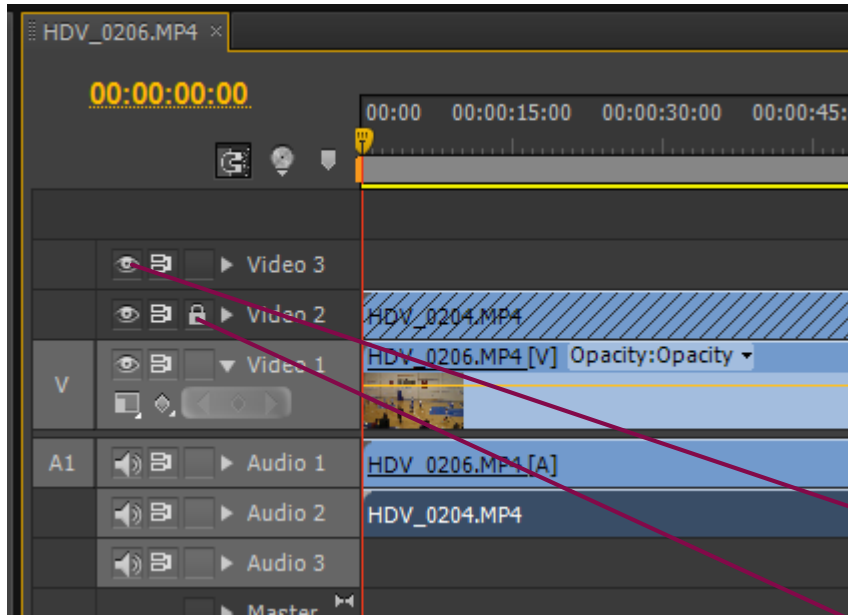 HDV_0206.MP4
00:00:00:00
00:00 00:00:15:00 00:00:30:00 00:00:45:
Video 3
Video 2 HDV_0204.MP4
HDV_0206.MP4 [V] Opacity:Opacity
V Video 1
A1 Audio 1 HDV_0206.MP4 [A]
Audio 2 HDV_0204.MP4
Audio 3
Master